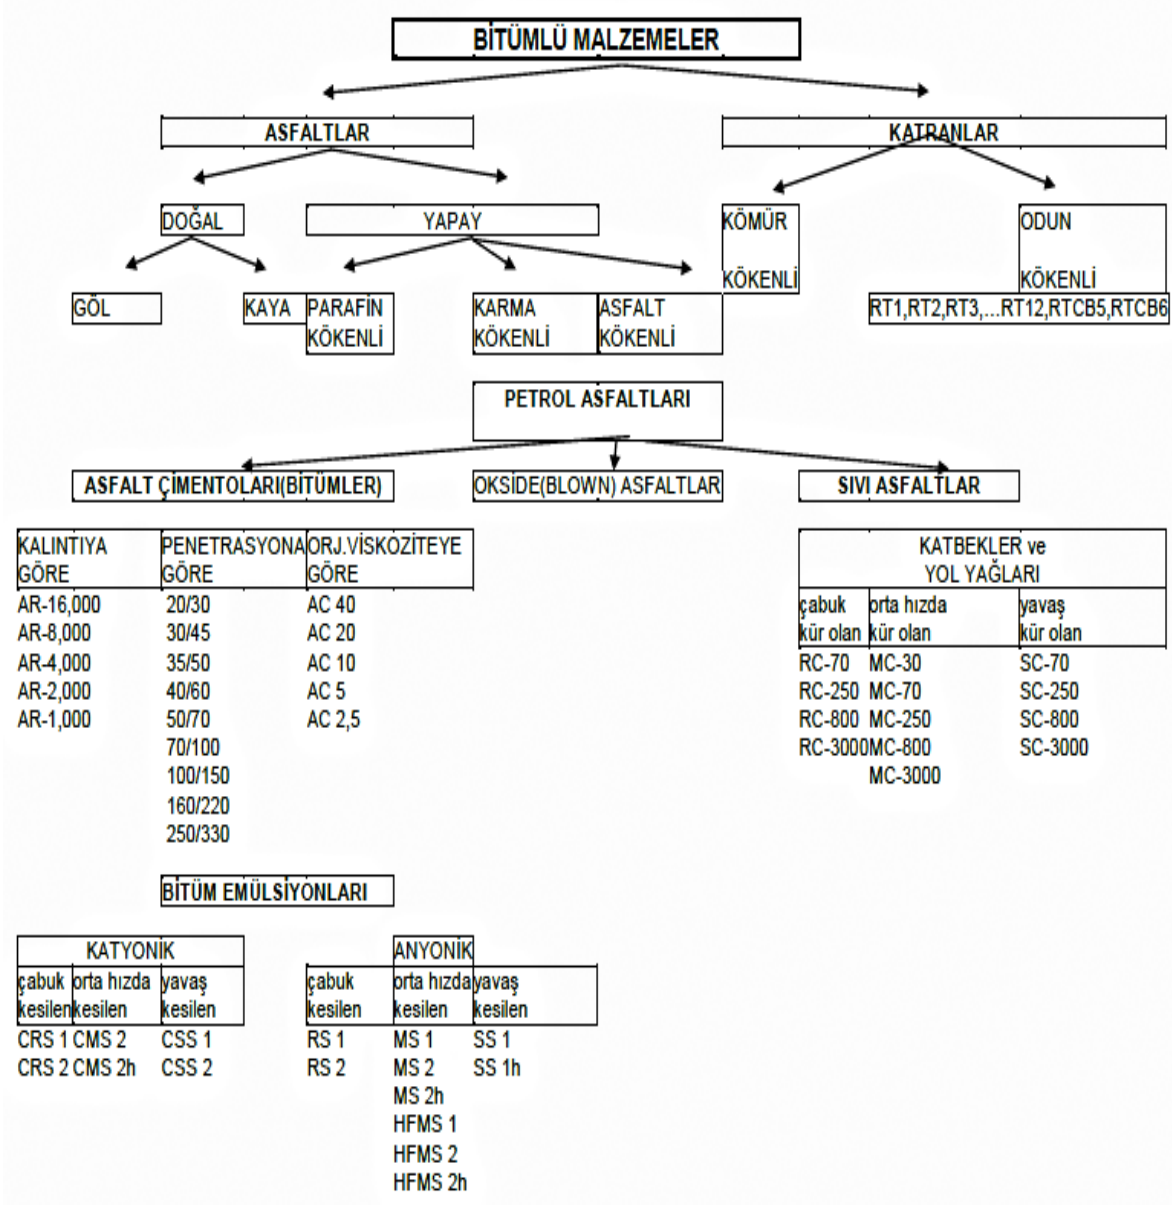 BİTÜMLÜ MALZEMELER
ASFALTLAR
KATRANLAR
DOĞAL
YAPAY
KÖMÜR
KÖKENLİ
ODUN
KÖKENLİ
GÖL
KAYA
PARAFİN
KÖKENLİ
KARMA
KÖKENLİ
ASFALT
KÖKENLİ
RT1,RT2,RT3,...RT12,RTCB5,RTCB6
PETROL ASFALTLARI
ASFALT ÇİMENTOLARI(BİTÜMLER)
OKSİDE(BLOWN) ASFALTLAR
SIVI ASFALTLAR
KALINTIYA
GÖRE
PENETRASYONA
GÖRE
ORJ.VİSKOZİTEYE
GÖRE
AR-16,000 20/30 AC 40
AR-8,000 30/45 AC 20
AR-4,000 35/50 AC 10
AR-2,000 40/60 AC 5
AR-1,000 50/70 AC 2,5
70/100
100/150
160/220
250/330
KATBEKLER ve
YOL YAĞLARI
çabuk
kür olan
orta hızda
kür olan
yavaş
kür olan
RC-70 MC-30 SC-70
RC-250 MC-70 SC-250
RC-800 MC-250 SC-800
RC-3000 MC-800 SC-3000
MC-3000
BİTÜM EMÜLSİYONLARI
KATYONİK
çabuk
kesilen
orta hızda
kesilen
yavaş
kesilen
CRS 1 CMS 2 CSS 1
CRS 2 CMS 2h CSS 2
ANYONİK
çabuk
kesilen
orta hızda
kesilen
yavaş
kesilen
RS 1 MS 1 SS 1
RS 2 MS 2 SS 1h
MS 2h
HFMS 1
HFMS 2
HFMS 2h